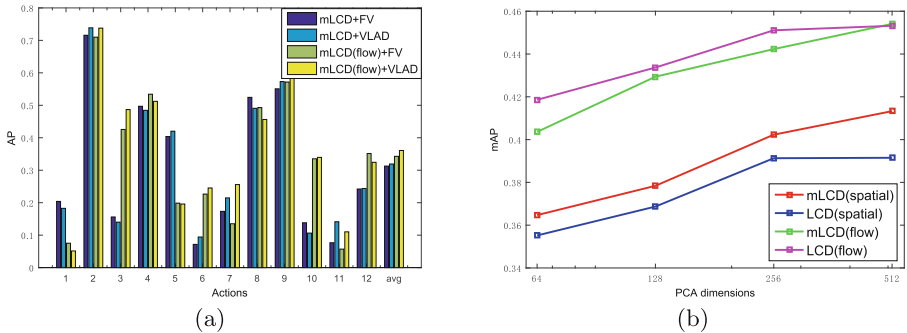 0.8
0.7
0.6
0.5
0.4
0.3
0.2
0.1
0
AP
mLCD+FV
mLCD+VLAD
mLCD(flow)+FV
mLCD(flow)+VLAD
1 2 3 4 5 6 7 8 9 10 11 12 avg
Actions
(a)
0.46
0.44
0.42
0.4
0.38
0.36
0.34
mAP
mLCD(spatial)
LCD(spatial)
mLCD(flow)
LCD(flow)
64 128 256 512
PCA dimensions
(b)